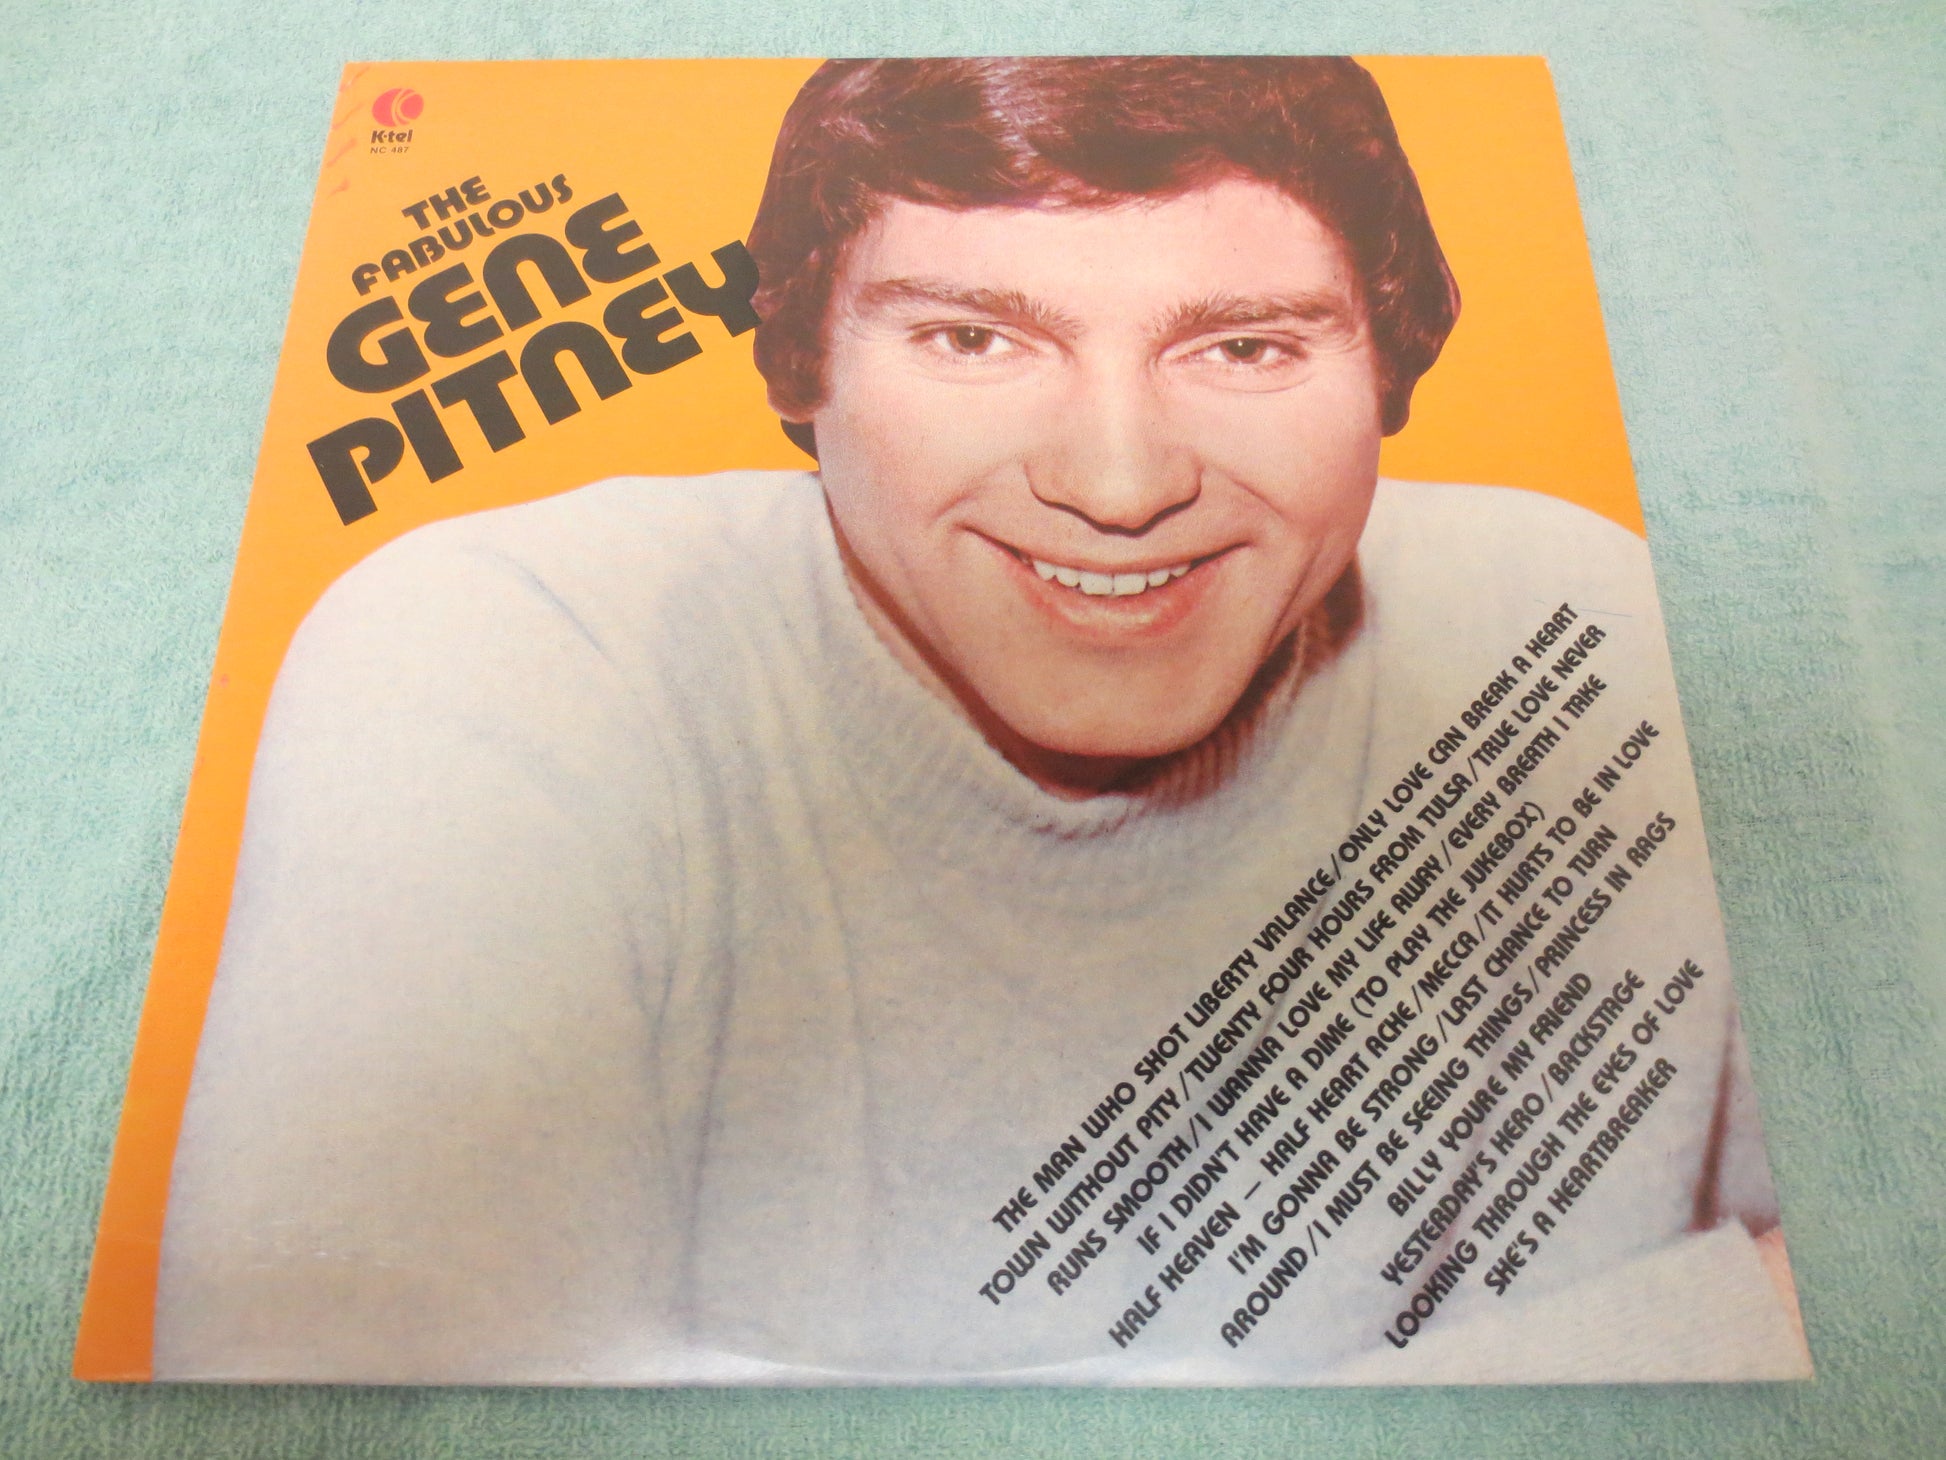 K-tel
NC 487
THE
FABULOUS
GENE
PITNEY
THE MAN WHO SHOT LIBERTY VALANCE/ONLY LOVE CAN BREAK A HEART
TOWN WITHOUT PITY/TWENTY FOUR HOURS FROM TULSA/TRUE LOVE NEVER
RUNS SMOOTH/I WANNA LOVE MY LIFE AWAY/EVERY BREATH I TAKE
IF I DIDN'T HAVE A DIME (TO PLAY THE JUKEBOX)
HALF HEAVEN — HALF HEART ACHE/MECCA/IT HURTS TO BE IN LOVE
I'M GONNA BE STRONG/LAST CHANCE TO TURN
AROUND/I MUST BE SEEING THINGS/PRINCESS IN RAGS
BILLY YOURE MY FRIEND
YESTERDAY'S HERO/BACKSTAGE
LOOKING THROUGH THE EYES OF LOVE
SHE'S A HEARTBREAKER